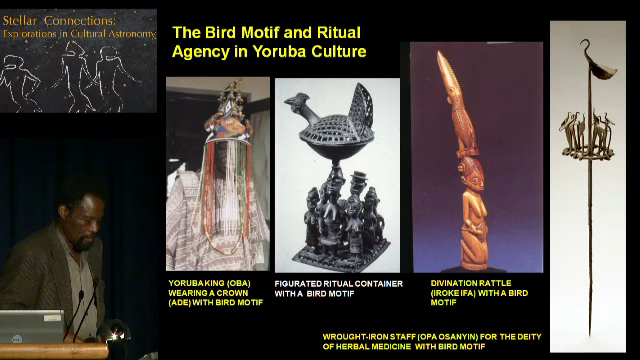 Stellar Connections:
Explorations in Cultural Astronomy
The Bird Motif and Ritual
Agency in Yoruba Culture
YORUBA KING (OBA)
WEARING A CROWN
(ADE) WITH BIRD MOTIF
FIGURATED RITUAL CONTAINER
WITH A BIRD MOTIF
DIVINATION RATTLE
(IROKE IFA) WITH A BIRD
MOTIF
WROUGHT-IRON STAFF (OPA OSANYIN) FOR THE DEITY
OF HERBAL MEDICINE WITH BIRD MOTIF